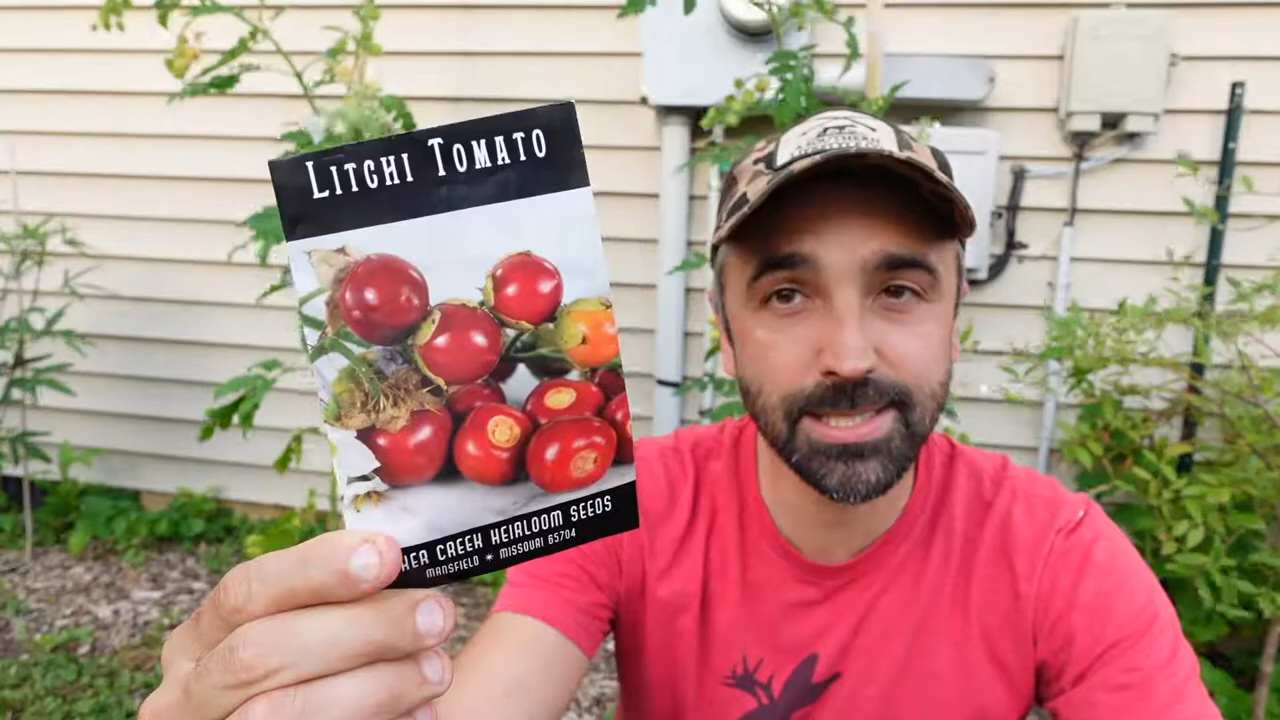 LITCHI TOMATO
CREEK HEIRLOOM SEEDS
MANSFIELD * MISSOURI 65704